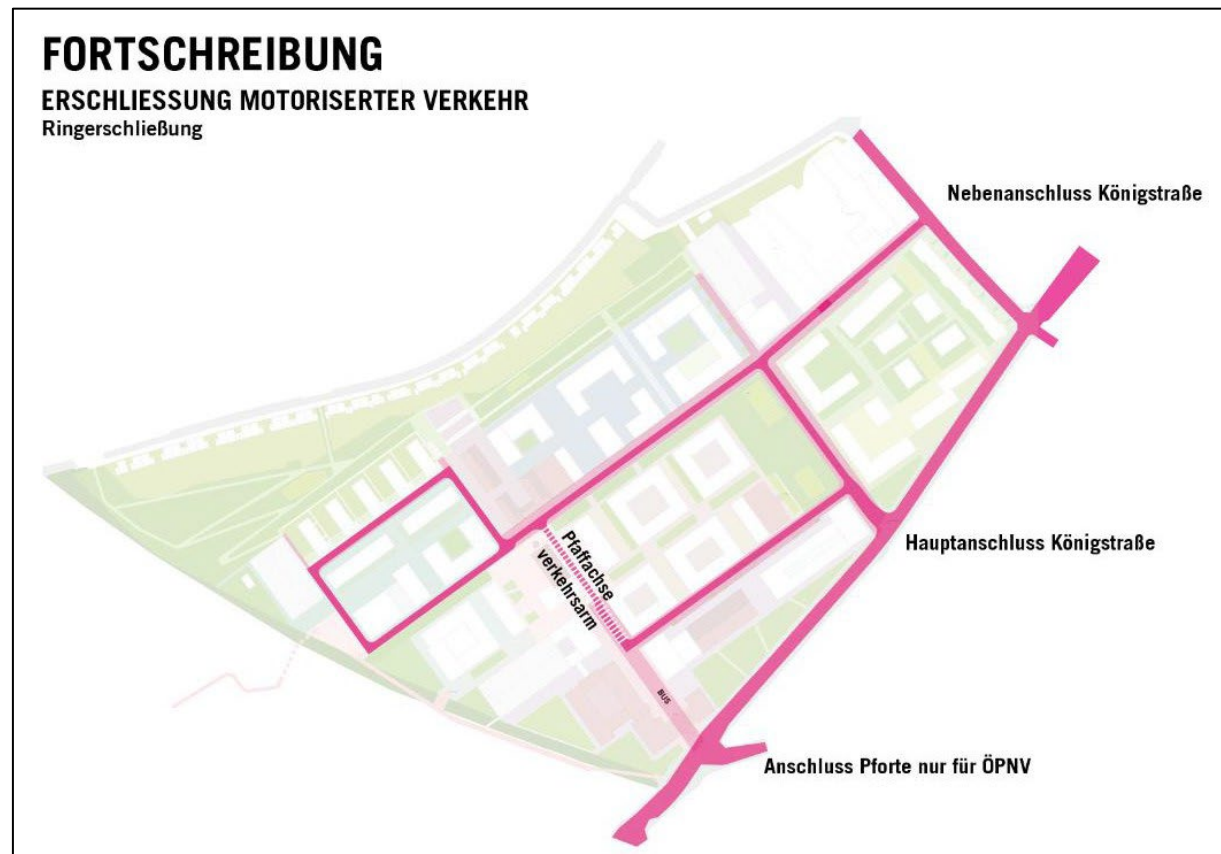 FORTSCHREIBUNG
ERSCHLIESSUNG MOTORISERTER VERKEHR
Ringerschließung
Nebenanschluss Königstraße
Hauptanschluss Königstraße
Pfaffachse
verkehrsarm
BUS
Anschluss Pforte nur für ÖPNV